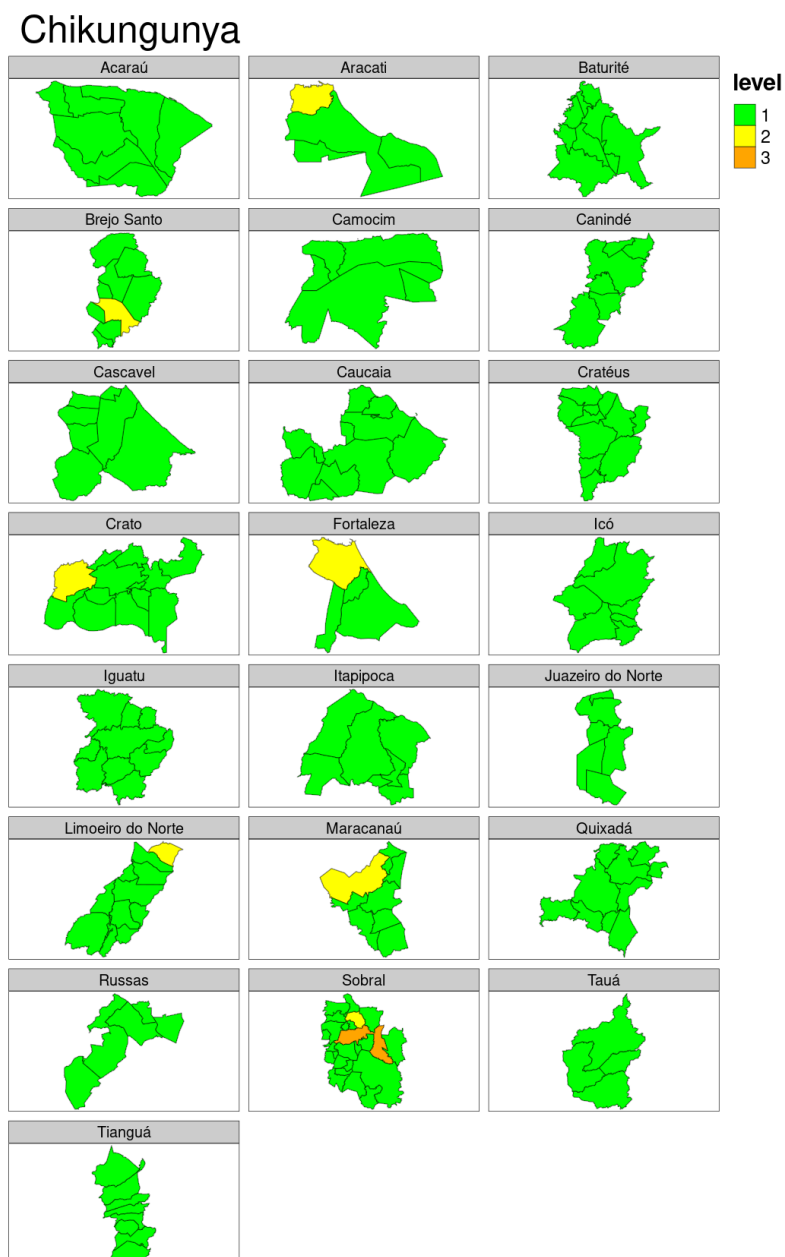 Chikungunya
Acaraú
Aracati
Baturité
level
1
2
3
Brejo Santo
Camocim
Canindé
Cascavel
Caucaia
Cratéus
Crato
Fortaleza
Icó
Iguatu
Itapipoca
Juazeiro do Norte
Limoeiro do Norte
Maracanaú
Quixadá
Russas
Sobral
Tauá
Tianguá